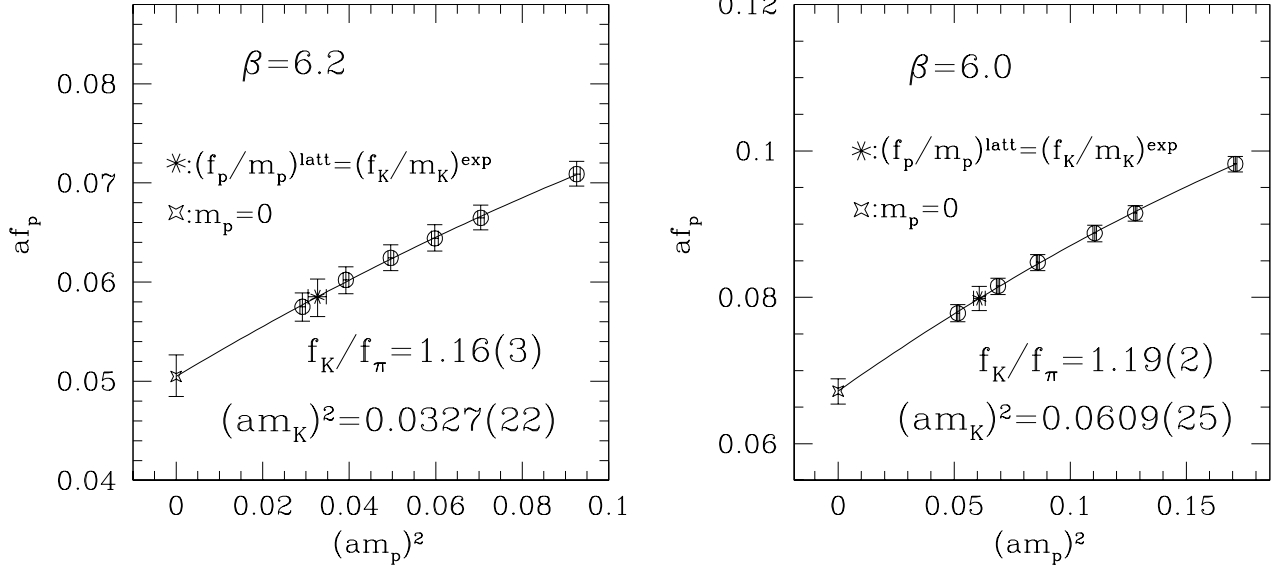 β=6.2
✳:(f_p/m_p)^latt=(f_K/m_K)^exp
☆:m_p=0
f_K/f_π=1.16(3)
(am_K)²=0.0327(22)
af_p
0.08
0.07
0.06
0.05
0.04
0 0.02 0.04 0.06 0.08 0.1
(am_p)²
β=6.0
✳:(f_p/m_p)^latt=(f_K/m_K)^exp
☆:m_p=0
f_K/f_π=1.19(2)
(am_K)²=0.0609(25)
af_p
0.12
0.1
0.08
0.06
0 0.05 0.1 0.15
(am_p)²